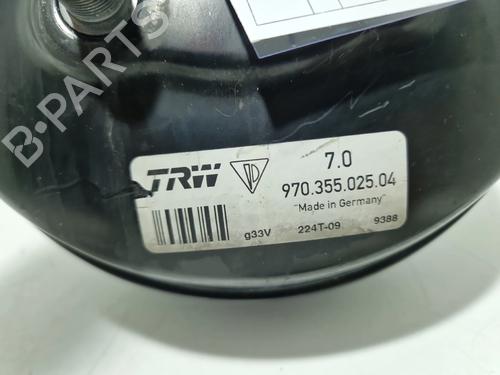 B-PARTS
TRW 7.0
970.355.025.04
"Made in Germany"
g33V 224T-09 9388